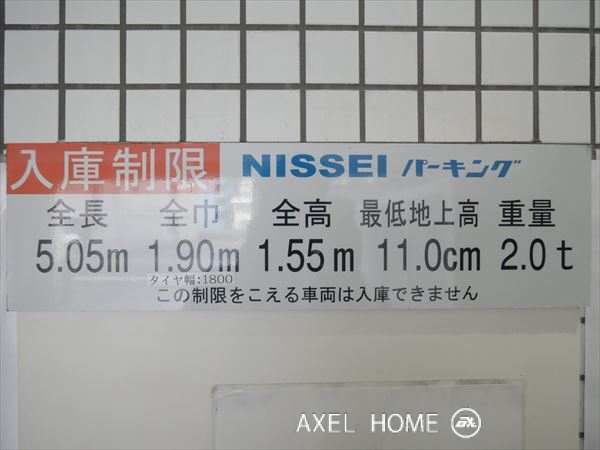 入庫制限 NISSEI パーキング
全長 全巾 全高 最低地上高 重量
5.05m 1.90m 1.55m 11.0cm 2.0t
タイヤ幅:1800
この制限をこえる車両は入庫できません
AXEL HOME